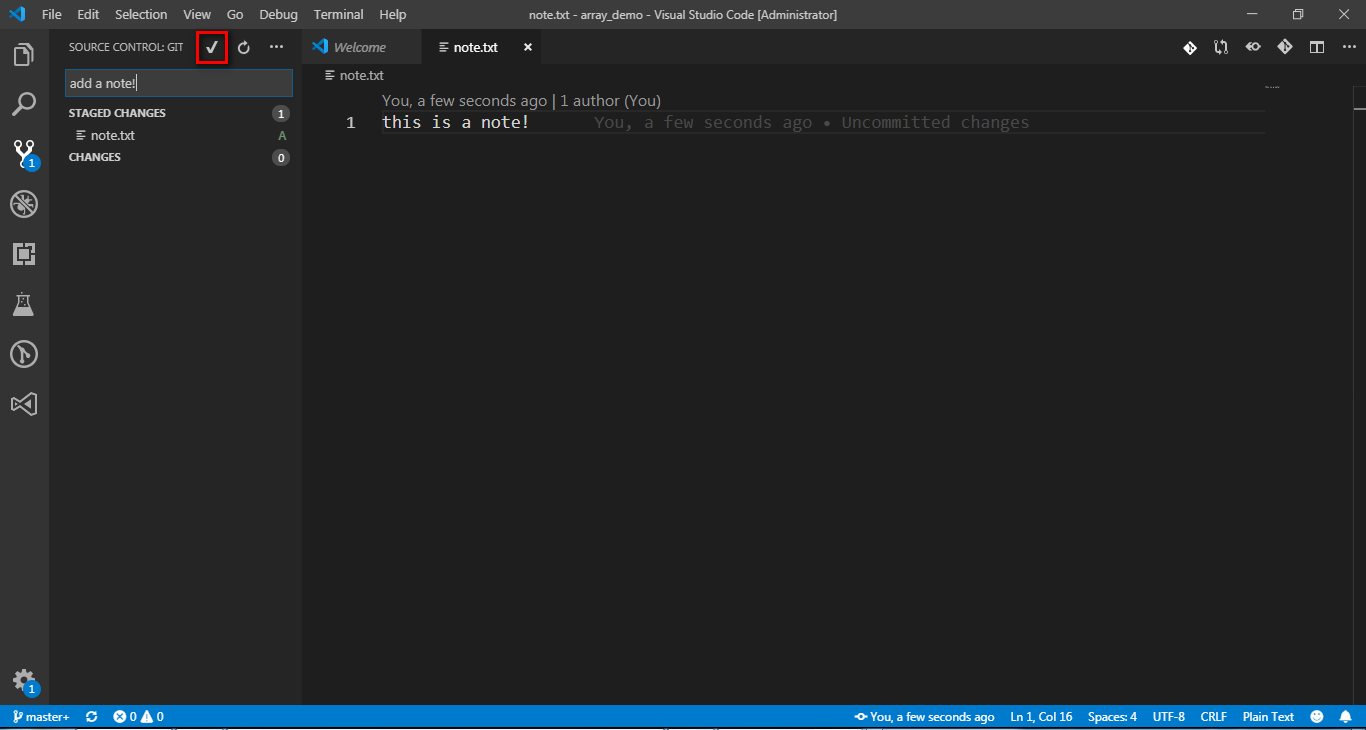 File Edit Selection View Go Debug Terminal Help note.txt - array_demo - Visual Studio Code [Administrator]
SOURCE CONTROL: GIT
Welcome note.txt
add a note!
note.txt
STAGED CHANGES 1
note.txt A
CHANGES 0
You, a few seconds ago | 1 author (You)
1 this is a note! You, a few seconds ago • Uncommitted changes
1
1
master+ 0 0 You, a few seconds ago Ln 1, Col 16 Spaces: 4 UTF-8 CRLF Plain Text